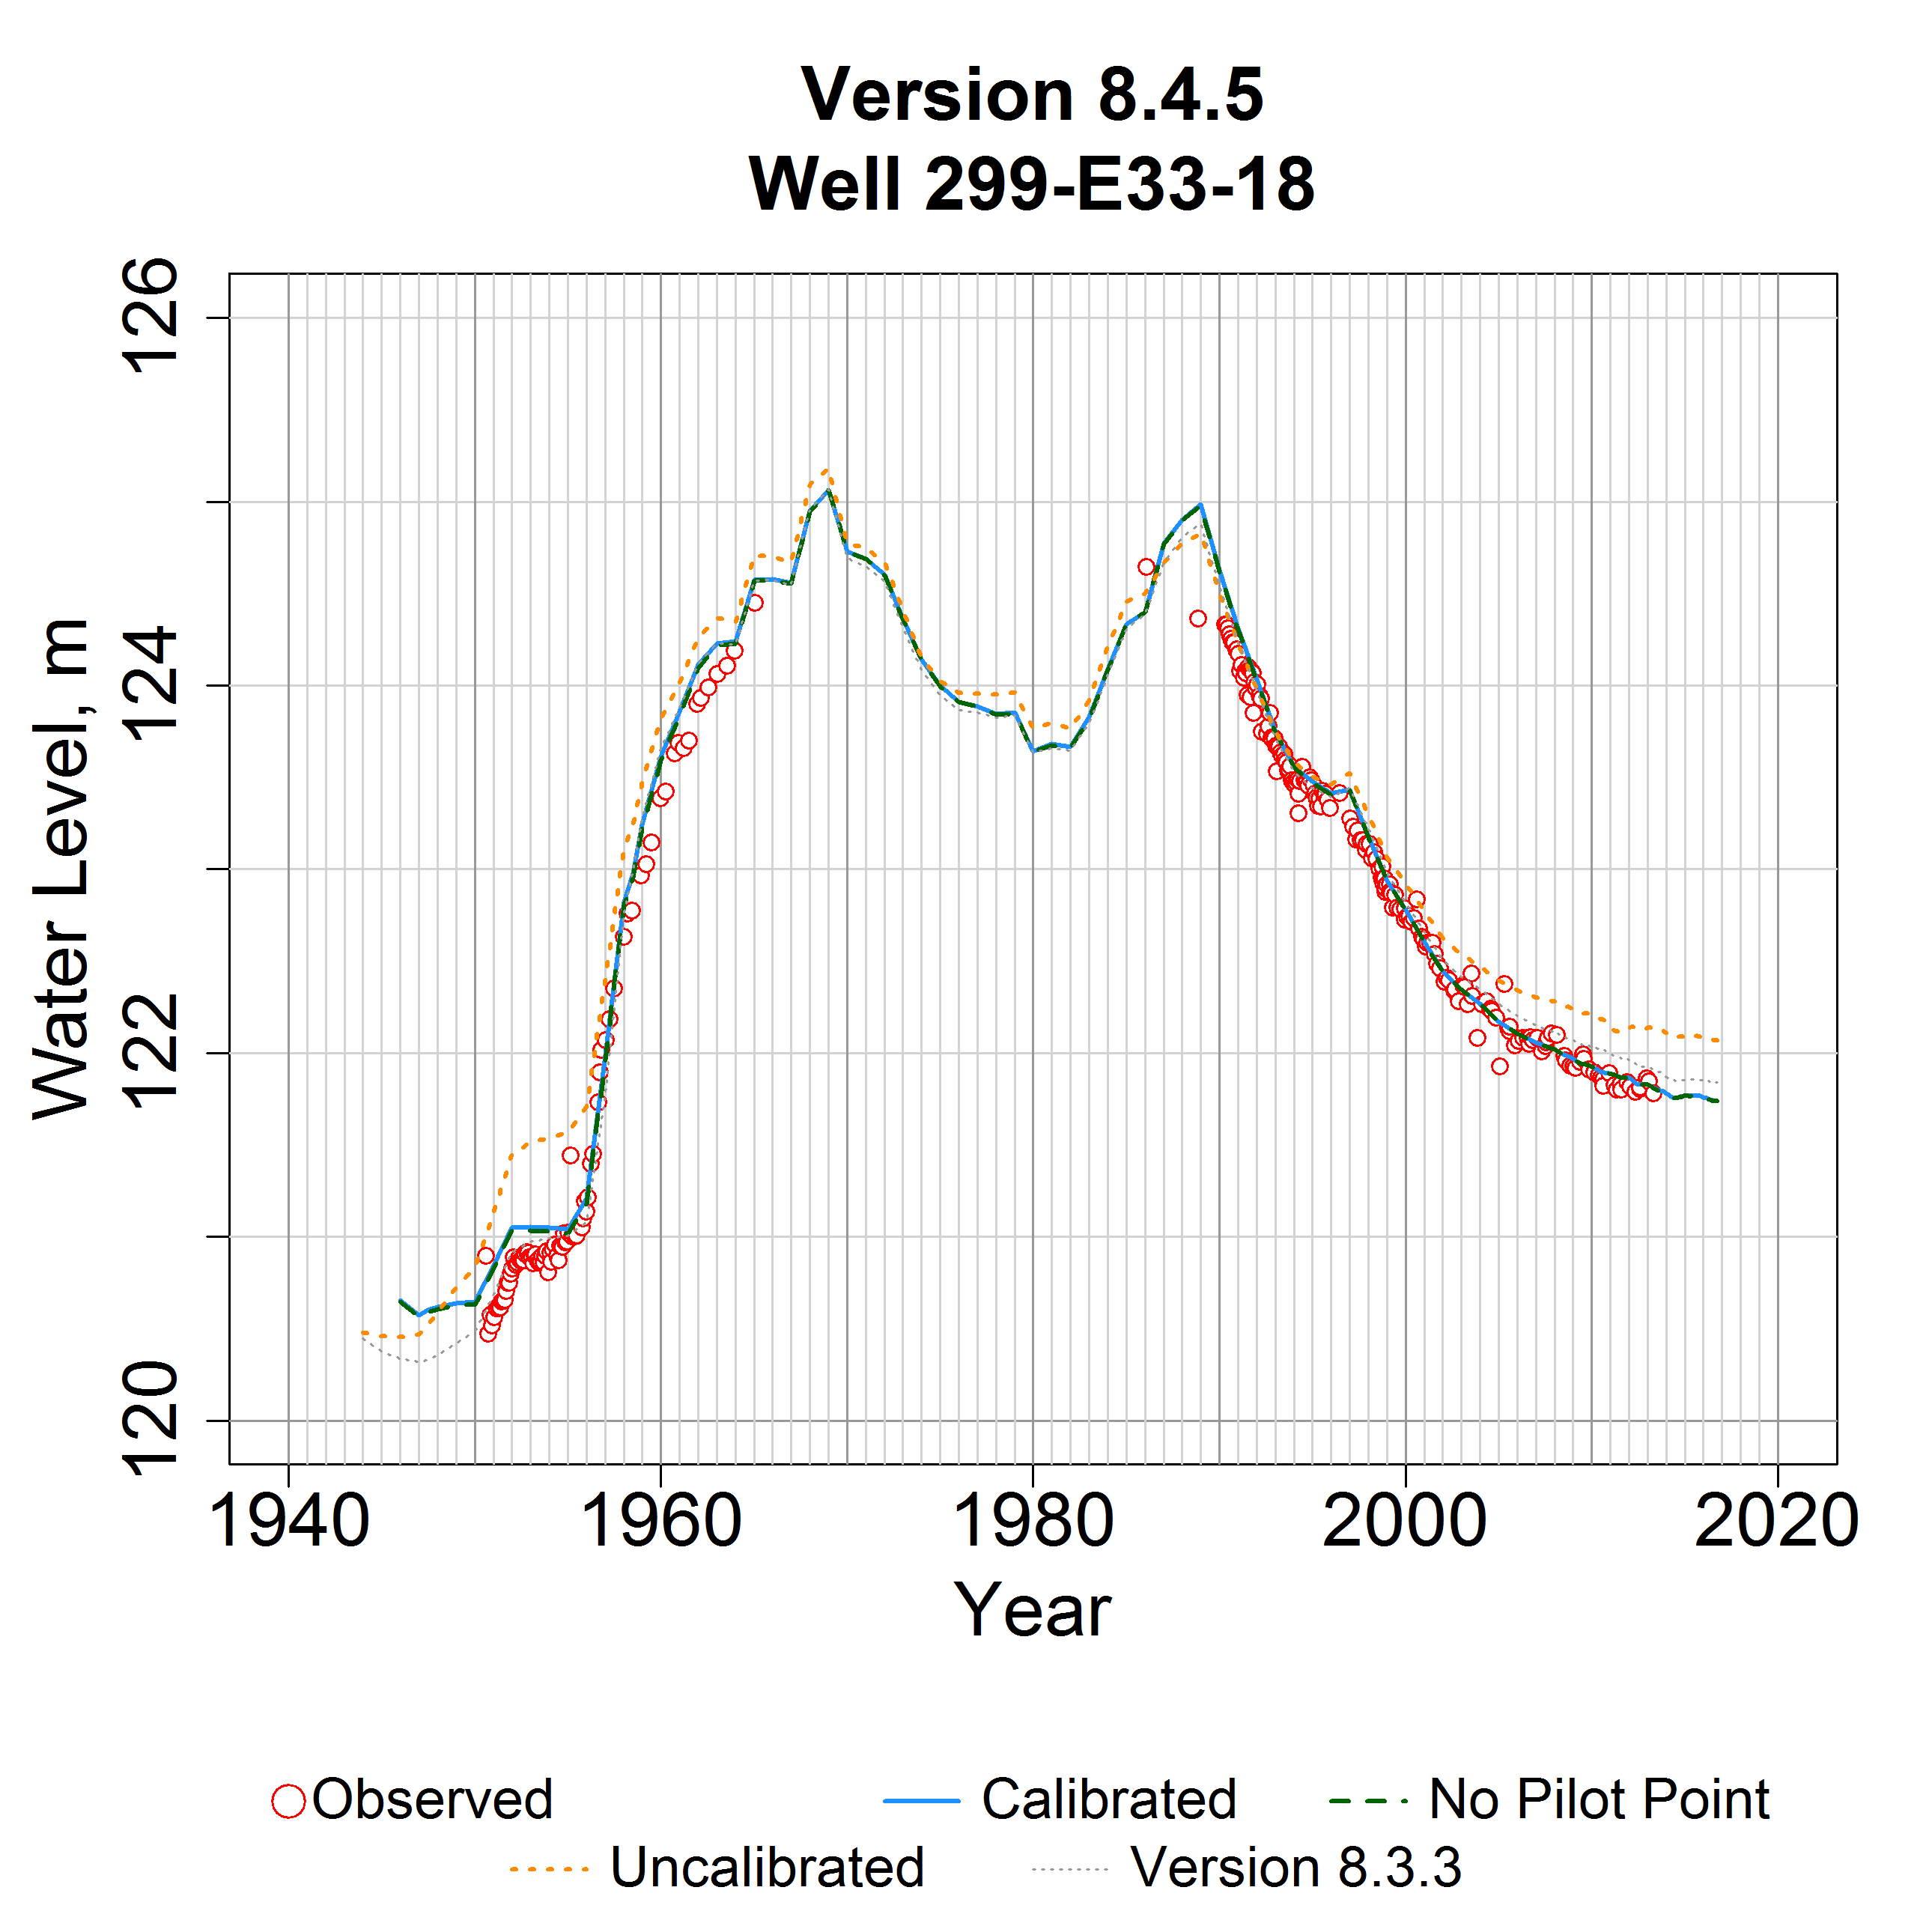 Version 8.4.5
Well 299-E33-18
Water Level, m
126
124
122
120
1940 1960 1980 2000 2020
Year
Observed Calibrated No Pilot Point
Uncalibrated Version 8.3.3